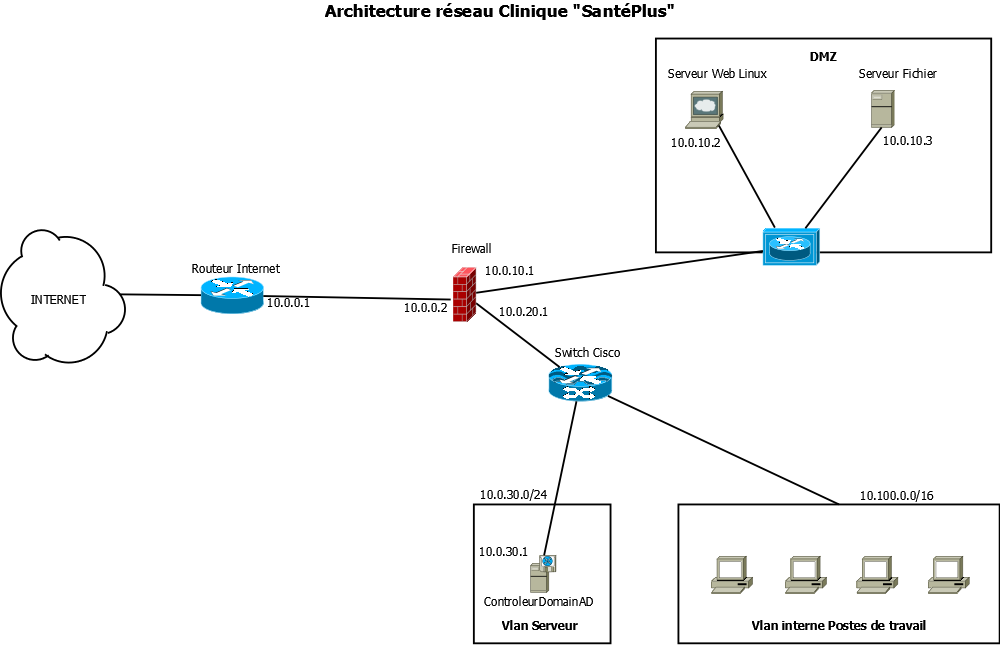 Architecture réseau Clinique "SantéPlus"
DMZ
Serveur Web Linux
Serveur Fichier
10.0.10.2
10.0.10.3
Firewall
Routeur Internet
10.0.10.1
INTERNET
10.0.0.1
10.0.0.2
10.0.20.1
Switch Cisco
10.0.30.0/24
10.100.0.0/16
10.0.30.1
ControleurDomainAD
Vlan Serveur
Vlan interne Postes de travail